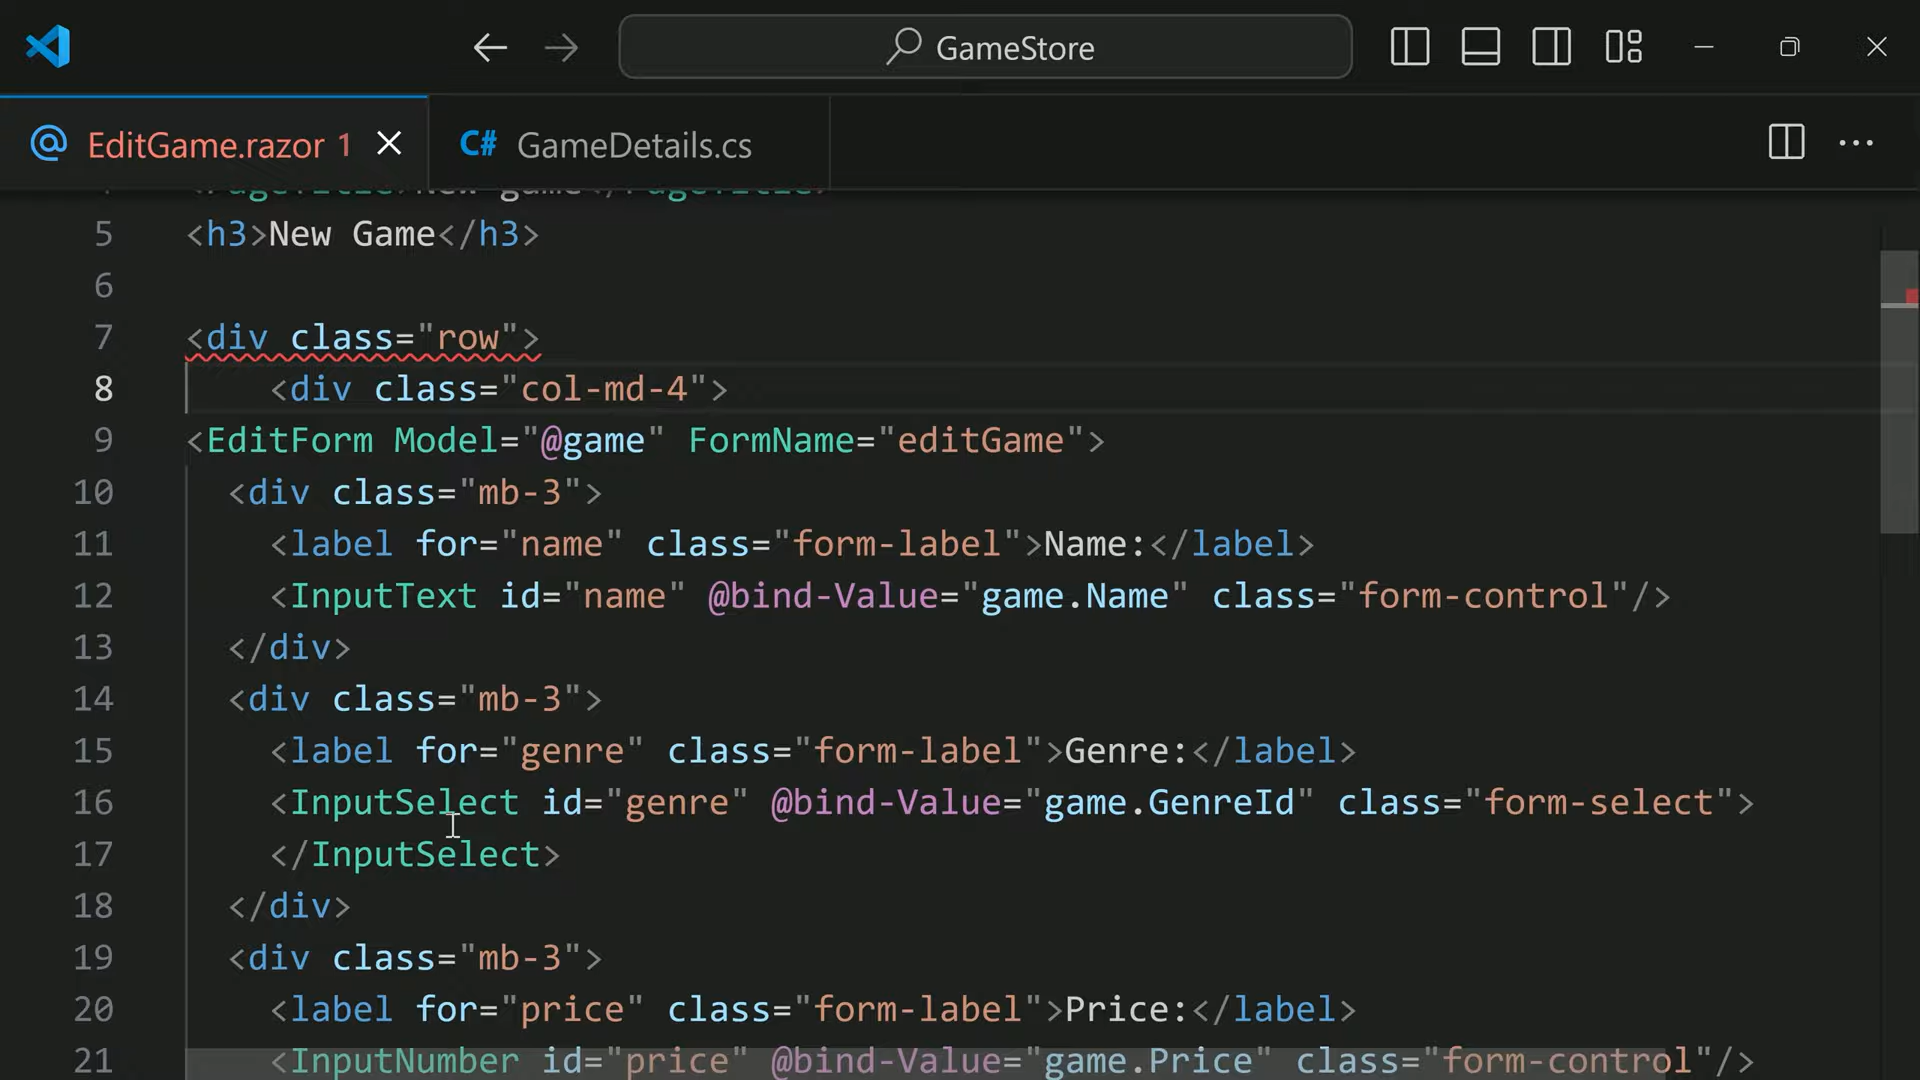 GameStore
EditGame.razor 1
C# GameDetails.cs
<PageTitle>New game</PageTitle>
5 <h3>New Game</h3>
6
7 <div class="row">
8 <div class="col-md-4">
9 <EditForm Model="@game" FormName="editGame">
10 <div class="mb-3">
11 <label for="name" class="form-label">Name:</label>
12 <InputText id="name" @bind-Value="game.Name" class="form-control"/>
13 </div>
14 <div class="mb-3">
15 <label for="genre" class="form-label">Genre:</label>
16 <InputSelect id="genre" @bind-Value="game.GenreId" class="form-select">
17 </InputSelect>
18 </div>
19 <div class="mb-3">
20 <label for="price" class="form-label">Price:</label>
21 <InputNumber id="price" @bind-Value="game.Price" class="form-control"/>